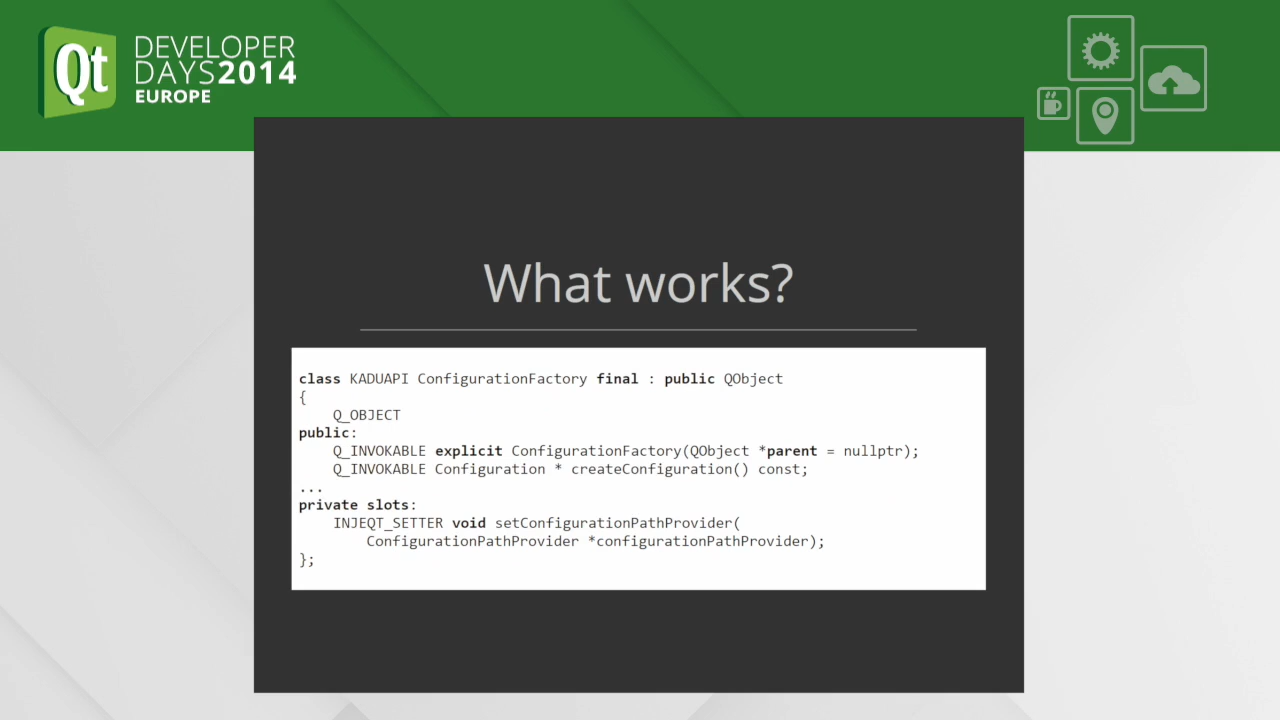 Qt
DEVELOPER
DAYS2014
EUROPE
What works?
class KADUAPI ConfigurationFactory final : public QObject
{
    Q_OBJECT
public:
    Q_INVOKABLE explicit ConfigurationFactory(QObject *parent = nullptr);
    Q_INVOKABLE Configuration * createConfiguration() const;
...
private slots:
    INJEQT_SETTER void setConfigurationPathProvider(
        ConfigurationPathProvider *configurationPathProvider);
};